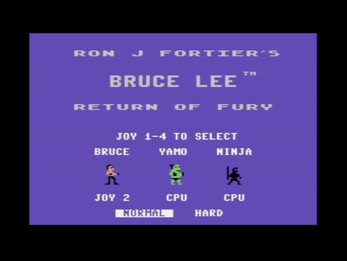 RON J FORTIER'S
BRUCE LEE™
RETURN OF FURY
JOY 1-4 TO SELECT
BRUCE YAMO NINJA
JOY 2 CPU CPU
NORMAL HARD